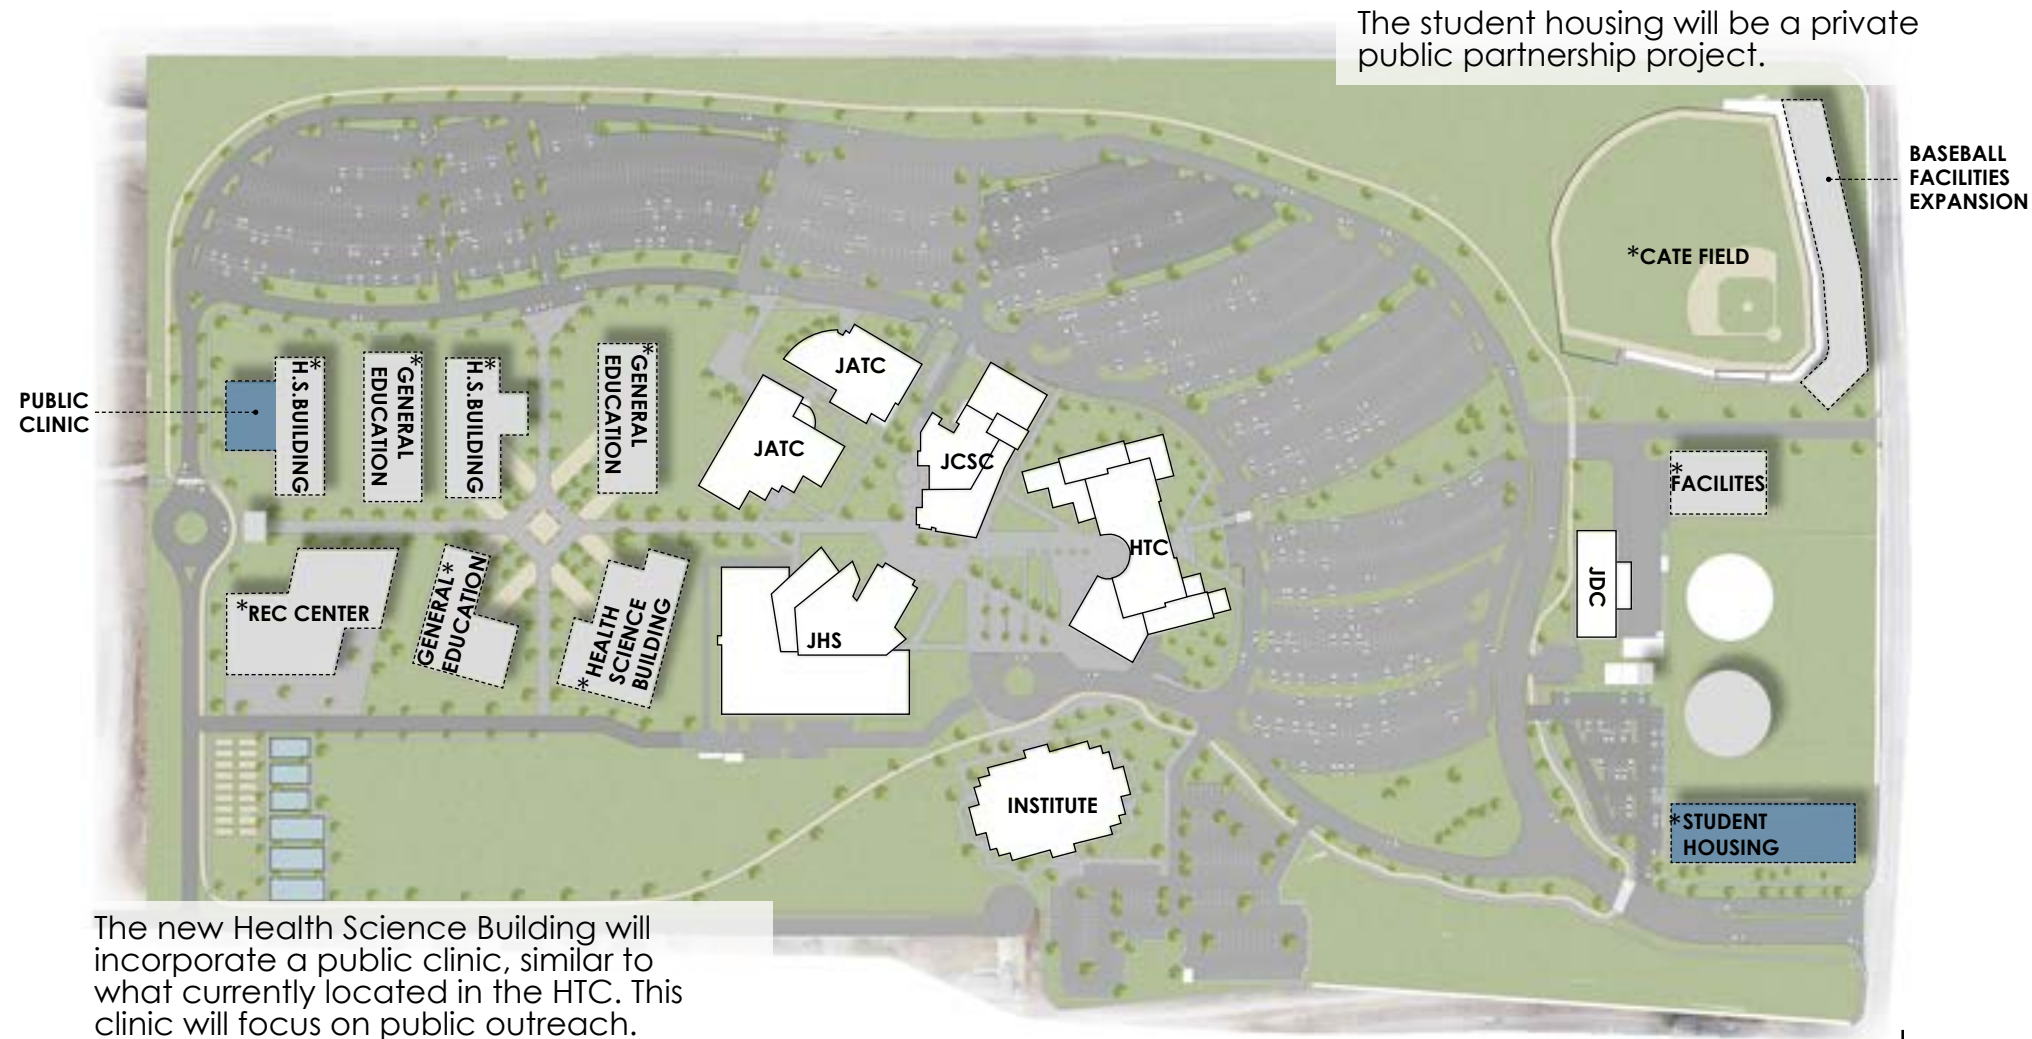 The student housing will be a private
public partnership project.
BASEBALL
FACILITIES
EXPANSION
*CATE FIELD
PUBLIC
CLINIC
*H.S.BUILDING
*GENERAL
EDUCATION
*H.S.BUILDING
*GENERAL
EDUCATION
JATC
JATC
JCSC
HTC
*FACILITES
JDC
*REC CENTER
GENERAL*
EDUCATION
*HEALTH
SCIENCE
BUILDING
JHS
INSTITUTE
*STUDENT
HOUSING
The new Health Science Building will
incorporate a public clinic, similar to
what currently located in the HTC. This
clinic will focus on public outreach.